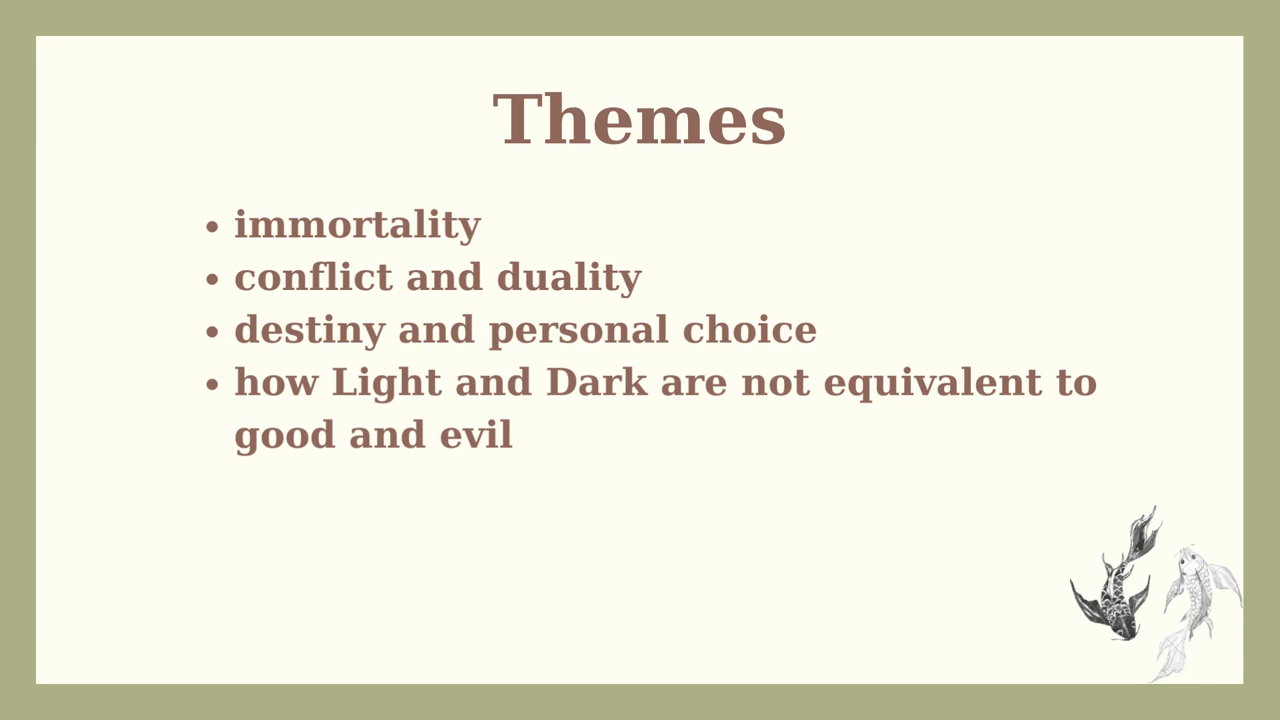 Themes
• immortality
• conflict and duality
• destiny and personal choice
• how Light and Dark are not equivalent to
good and evil